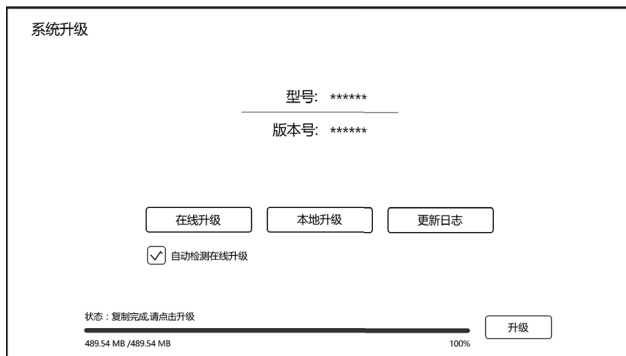 系统升级
型号: ******
版本号: ******
在线升级 本地升级 更新日志
自动检测在线升级
状态：复制完成,请点击升级
升级
489.54 MB /489.54 MB 100%